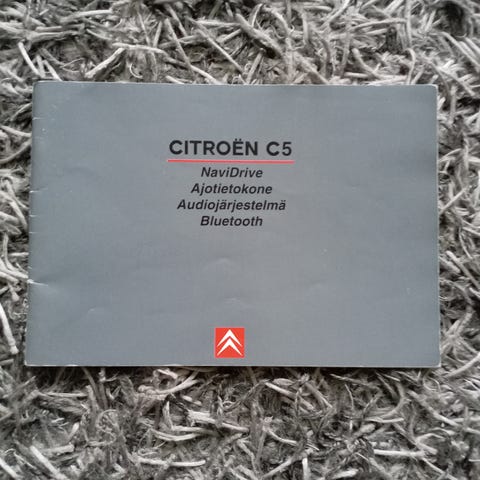 CITROËN C5
NaviDrive
Ajotietokone
Audiojärjestelmä
Bluetooth